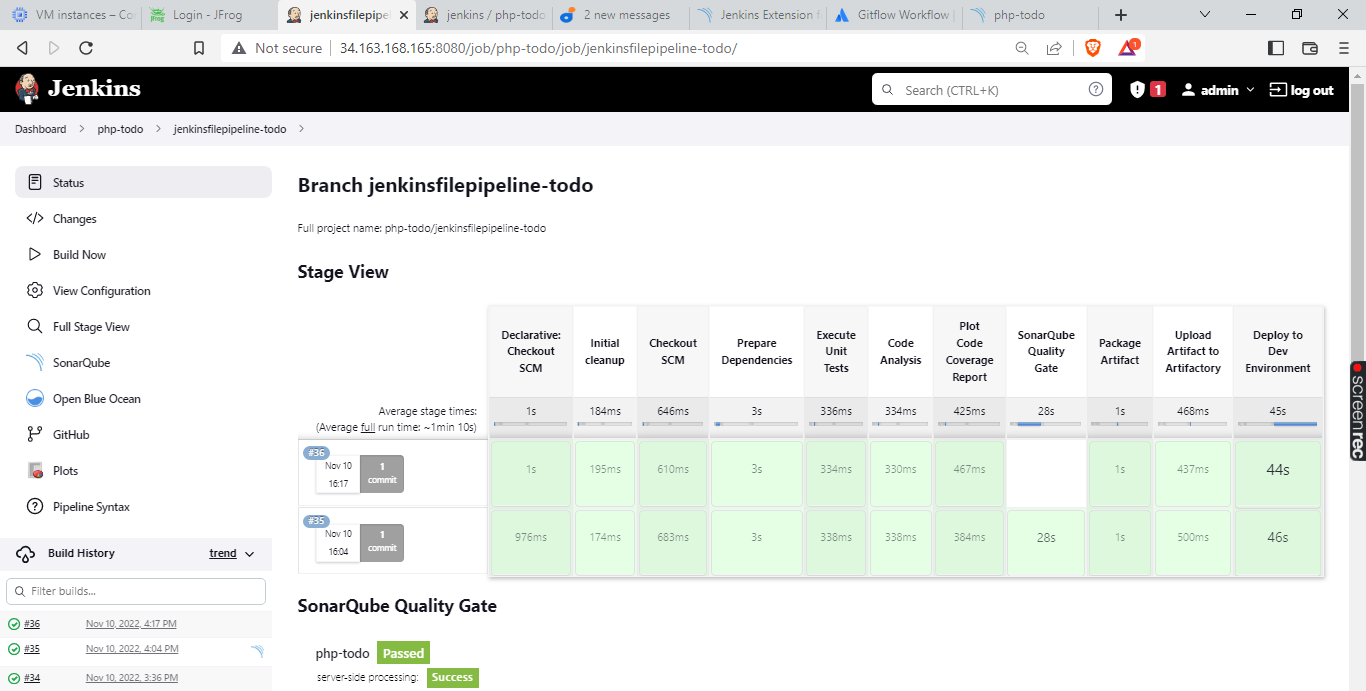 VM instances – Co
Login - JFrog
jenkinsfilepipeli
jenkins / php-todo
2 new messages
Jenkins Extension f
Gitflow Workflow
php-todo
Not secure
34.163.168.165:8080/job/php-todo/job/jenkinsfilepipeline-todo/
1
Jenkins
Search (CTRL+K)
1
admin
log out
Dashboard
php-todo
jenkinsfilepipeline-todo
Status
Changes
Build Now
View Configuration
Full Stage View
SonarQube
Open Blue Ocean
GitHub
Plots
Pipeline Syntax
Build History
trend
Filter builds...
#36 Nov 10, 2022, 4:17 PM
#35 Nov 10, 2022, 4:04 PM
#34 Nov 10, 2022, 3:36 PM
Branch jenkinsfilepipeline-todo
Full project name: php-todo/jenkinsfilepipeline-todo
Stage View
Declarative:
Checkout
SCM
Initial
cleanup
Checkout
SCM
Prepare
Dependencies
Execute
Unit
Tests
Code
Analysis
Plot
Code
Coverage
Report
SonarQube
Quality
Gate
Package
Artifact
Upload
Artifact to
Artifactory
Deploy to
Dev
Environment
Average stage times:
(Average full run time: ~1min 10s)
1s 184ms 646ms 3s 336ms 334ms 425ms 28s 1s 468ms 45s
#36
Nov 10
16:17
1
commit
1s 195ms 610ms 3s 334ms 330ms 467ms 1s 437ms 44s
#35
Nov 10
16:04
1
commit
976ms 174ms 683ms 3s 338ms 338ms 384ms 28s 1s 500ms 46s
SonarQube Quality Gate
php-todo Passed
server-side processing: Success
screenrec